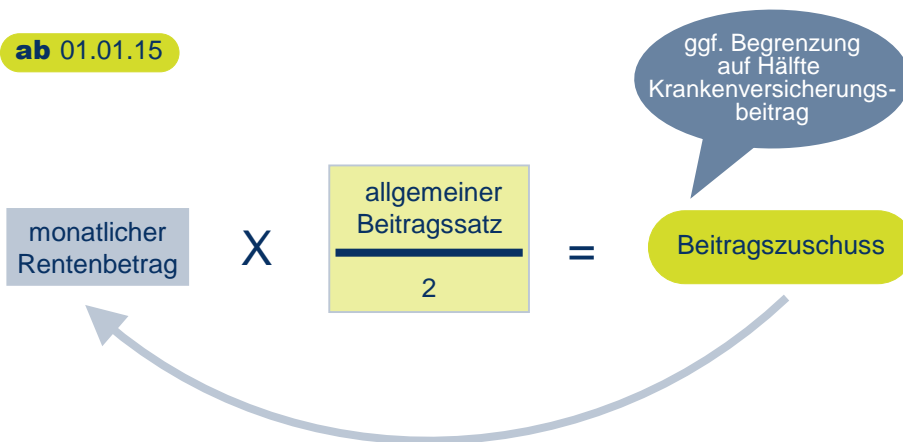 ab 01.01.15
ggf. Begrenzung
auf Hälfte
Krankenversicherungs-
beitrag
monatlicher
Rentenbetrag
X
allgemeiner
Beitragssatz
2
=
Beitragszuschuss